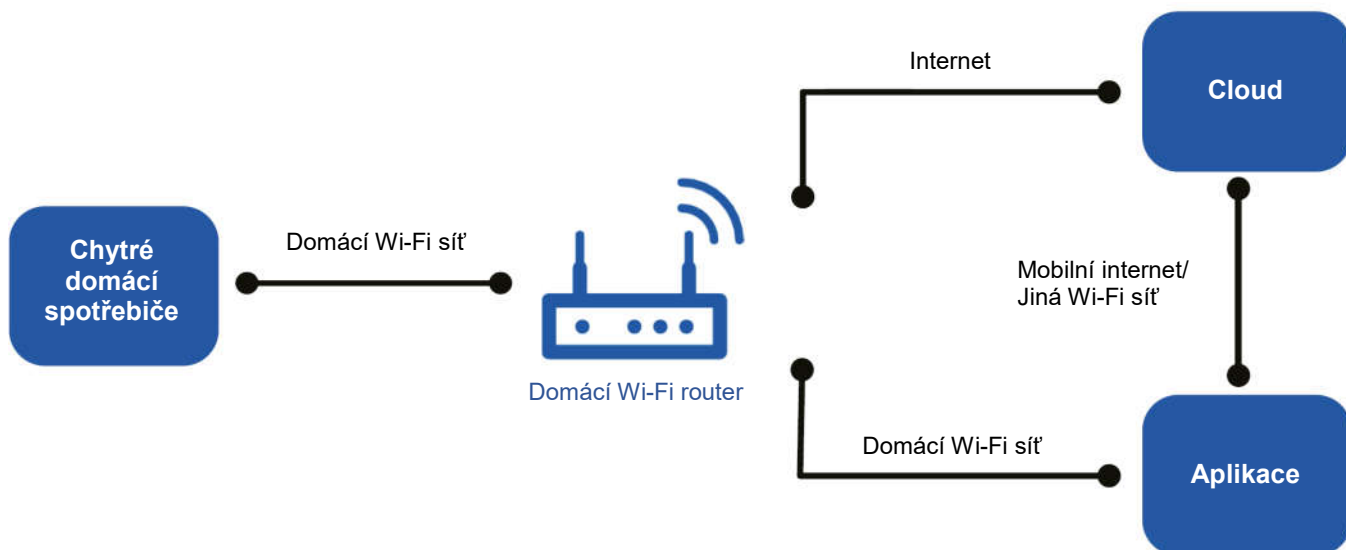 Internet
Cloud
Chytré
domácí
spotřebiče
Domácí Wi-Fi síť
Domácí Wi-Fi router
Mobilní internet/
Jiná Wi-Fi síť
Domácí Wi-Fi síť
Aplikace